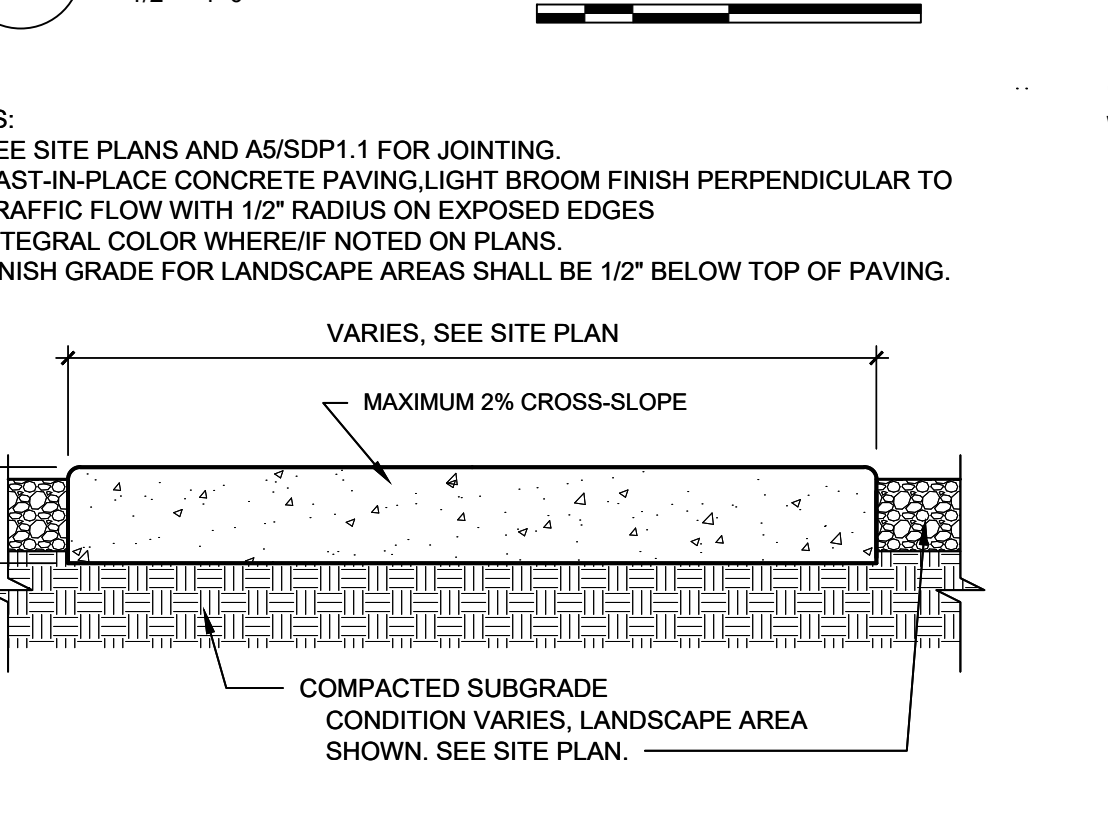 S:
EE SITE PLANS AND A5/SDP1.1 FOR JOINTING.
AST-IN-PLACE CONCRETE PAVING,LIGHT BROOM FINISH PERPENDICULAR TO
RAFFIC FLOW WITH 1/2" RADIUS ON EXPOSED EDGES
NTEGRAL COLOR WHERE/IF NOTED ON PLANS.
NISH GRADE FOR LANDSCAPE AREAS SHALL BE 1/2" BELOW TOP OF PAVING.
VARIES, SEE SITE PLAN
MAXIMUM 2% CROSS-SLOPE
COMPACTED SUBGRADE
CONDITION VARIES, LANDSCAPE AREA
SHOWN. SEE SITE PLAN.